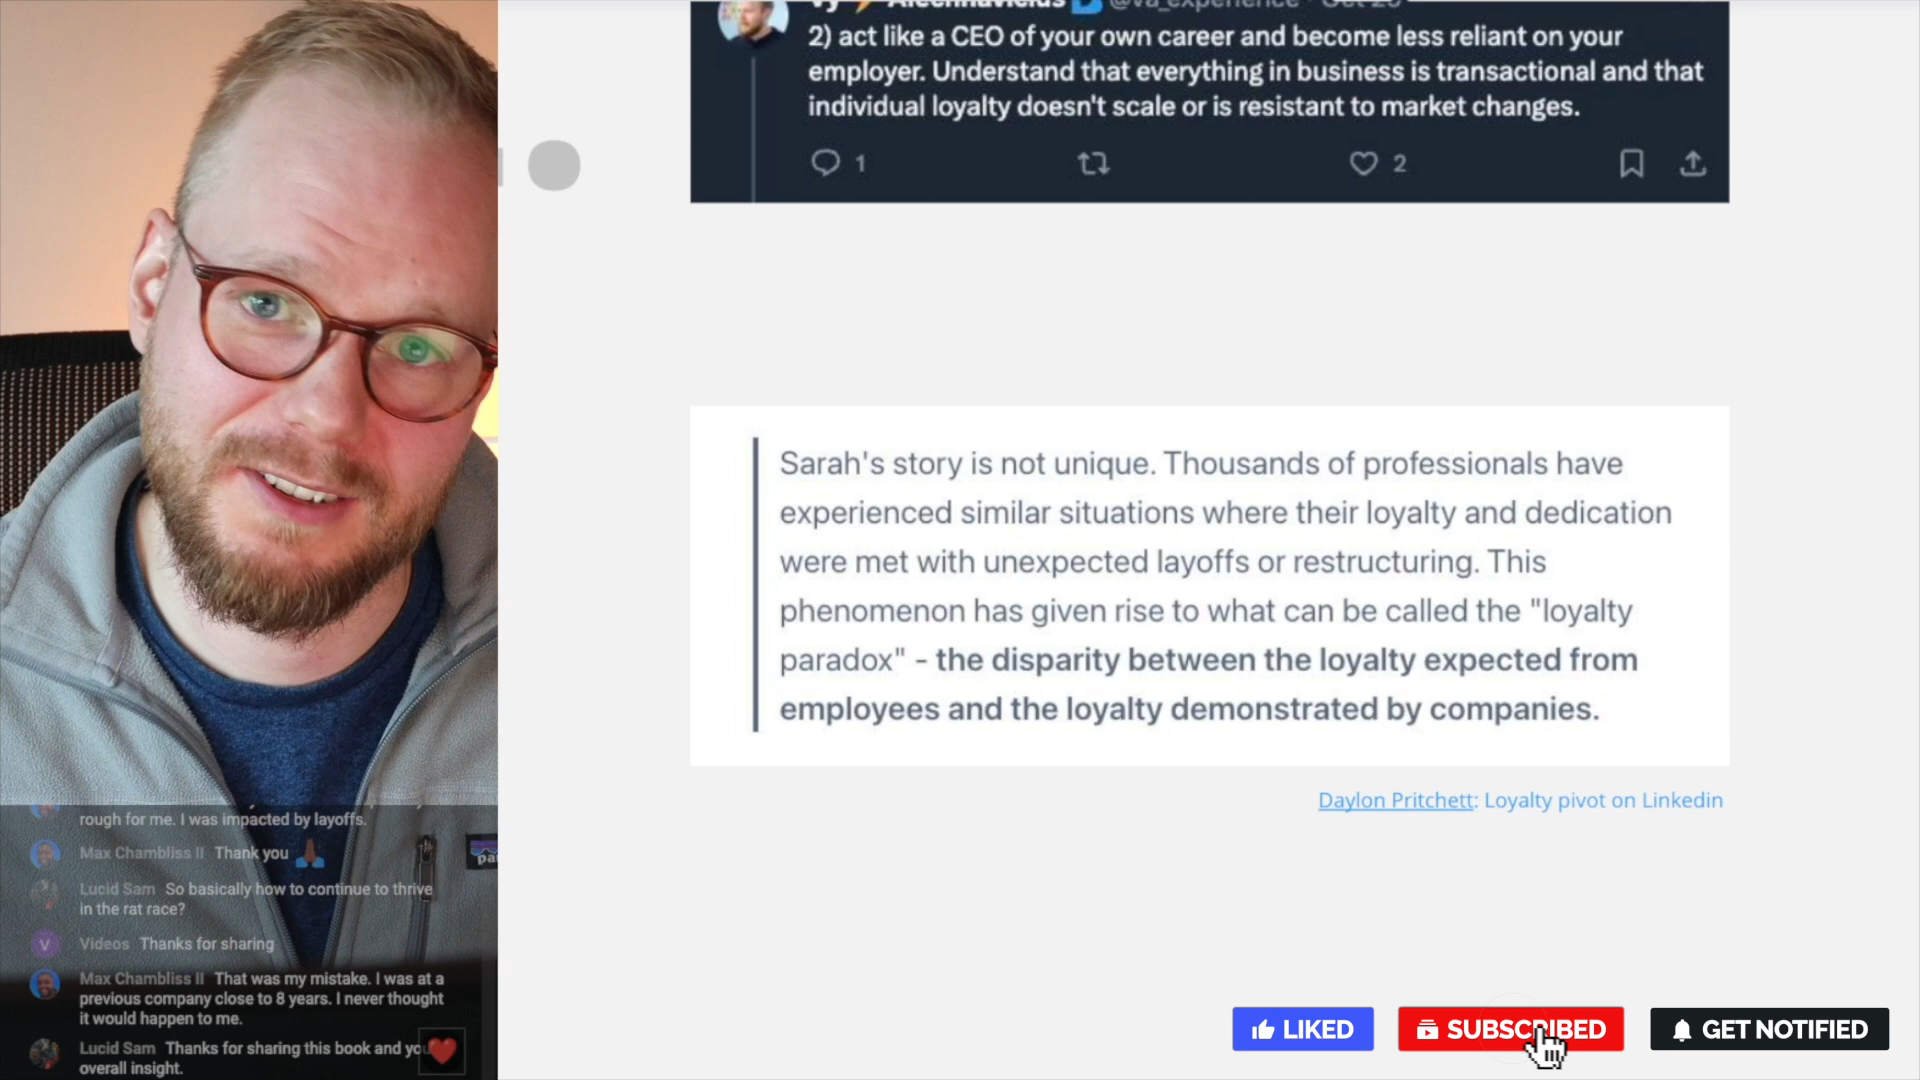 Vy Alechnavicius @va_experience · Oct 26
2) act like a CEO of your own career and become less reliant on your
employer. Understand that everything in business is transactional and that
individual loyalty doesn't scale or is resistant to market changes.
1
2
Sarah's story is not unique. Thousands of professionals have
experienced similar situations where their loyalty and dedication
were met with unexpected layoffs or restructuring. This
phenomenon has given rise to what can be called the "loyalty
paradox" - the disparity between the loyalty expected from
employees and the loyalty demonstrated by companies.
Daylon Pritchett: Loyalty pivot on Linkedin
rough for me. I was impacted by layoffs.
Max Chambliss II Thank you
Lucid Sam So basically how to continue to thrive
in the rat race?
V
Videos Thanks for sharing
Max Chambliss II That was my mistake. I was at a
previous company close to 8 years. I never thought
it would happen to me.
Lucid Sam Thanks for sharing this book and
overall insight.
LIKED
SUBSCRIBED
GET NOTIFIED